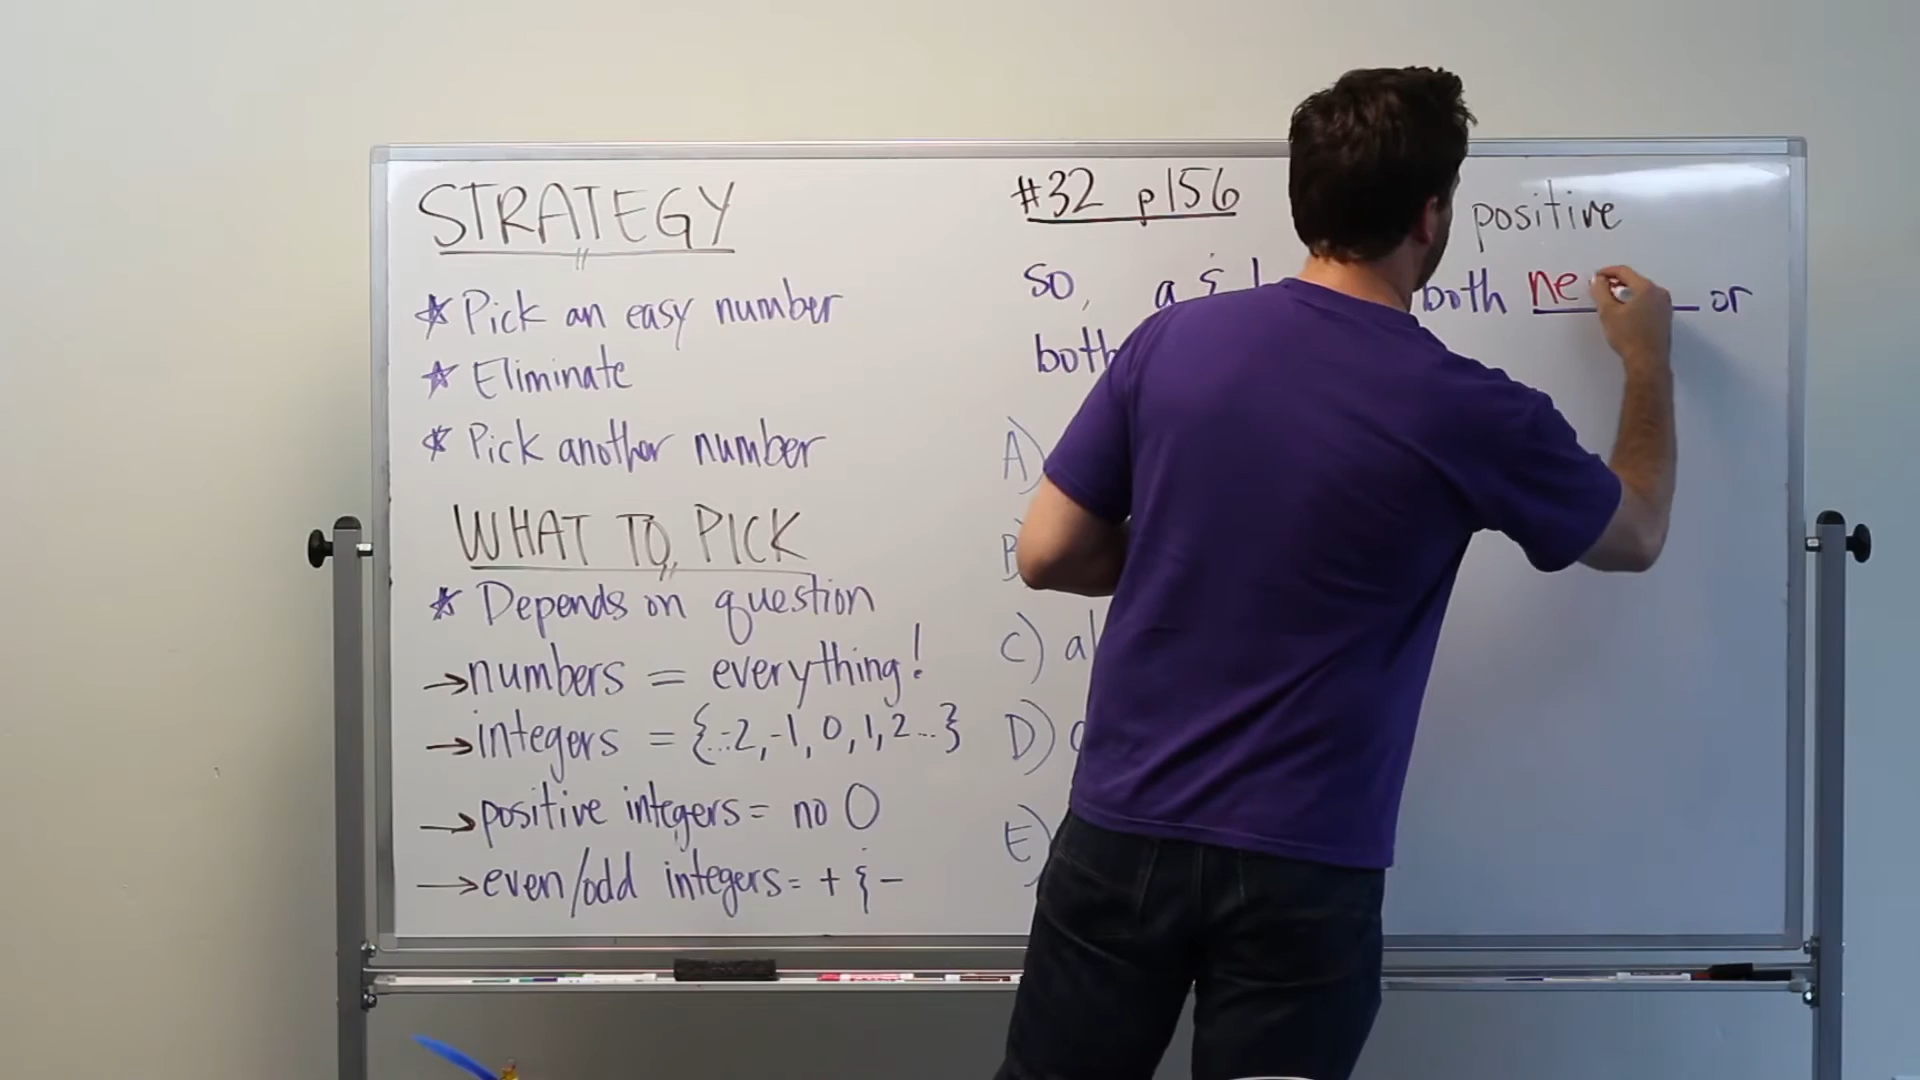 STRATEGY
* Pick an easy number
* Eliminate
* Pick another number
WHAT TO PICK
* Depends on question
→ numbers = everything!
→ integers = {...-2, -1, 0, 1, 2...}
→ positive integers = no 0
→ even/odd integers = + & -
#32 p156
positive
so, a & both ne or
both
A)
B)
C) a
D)
E)